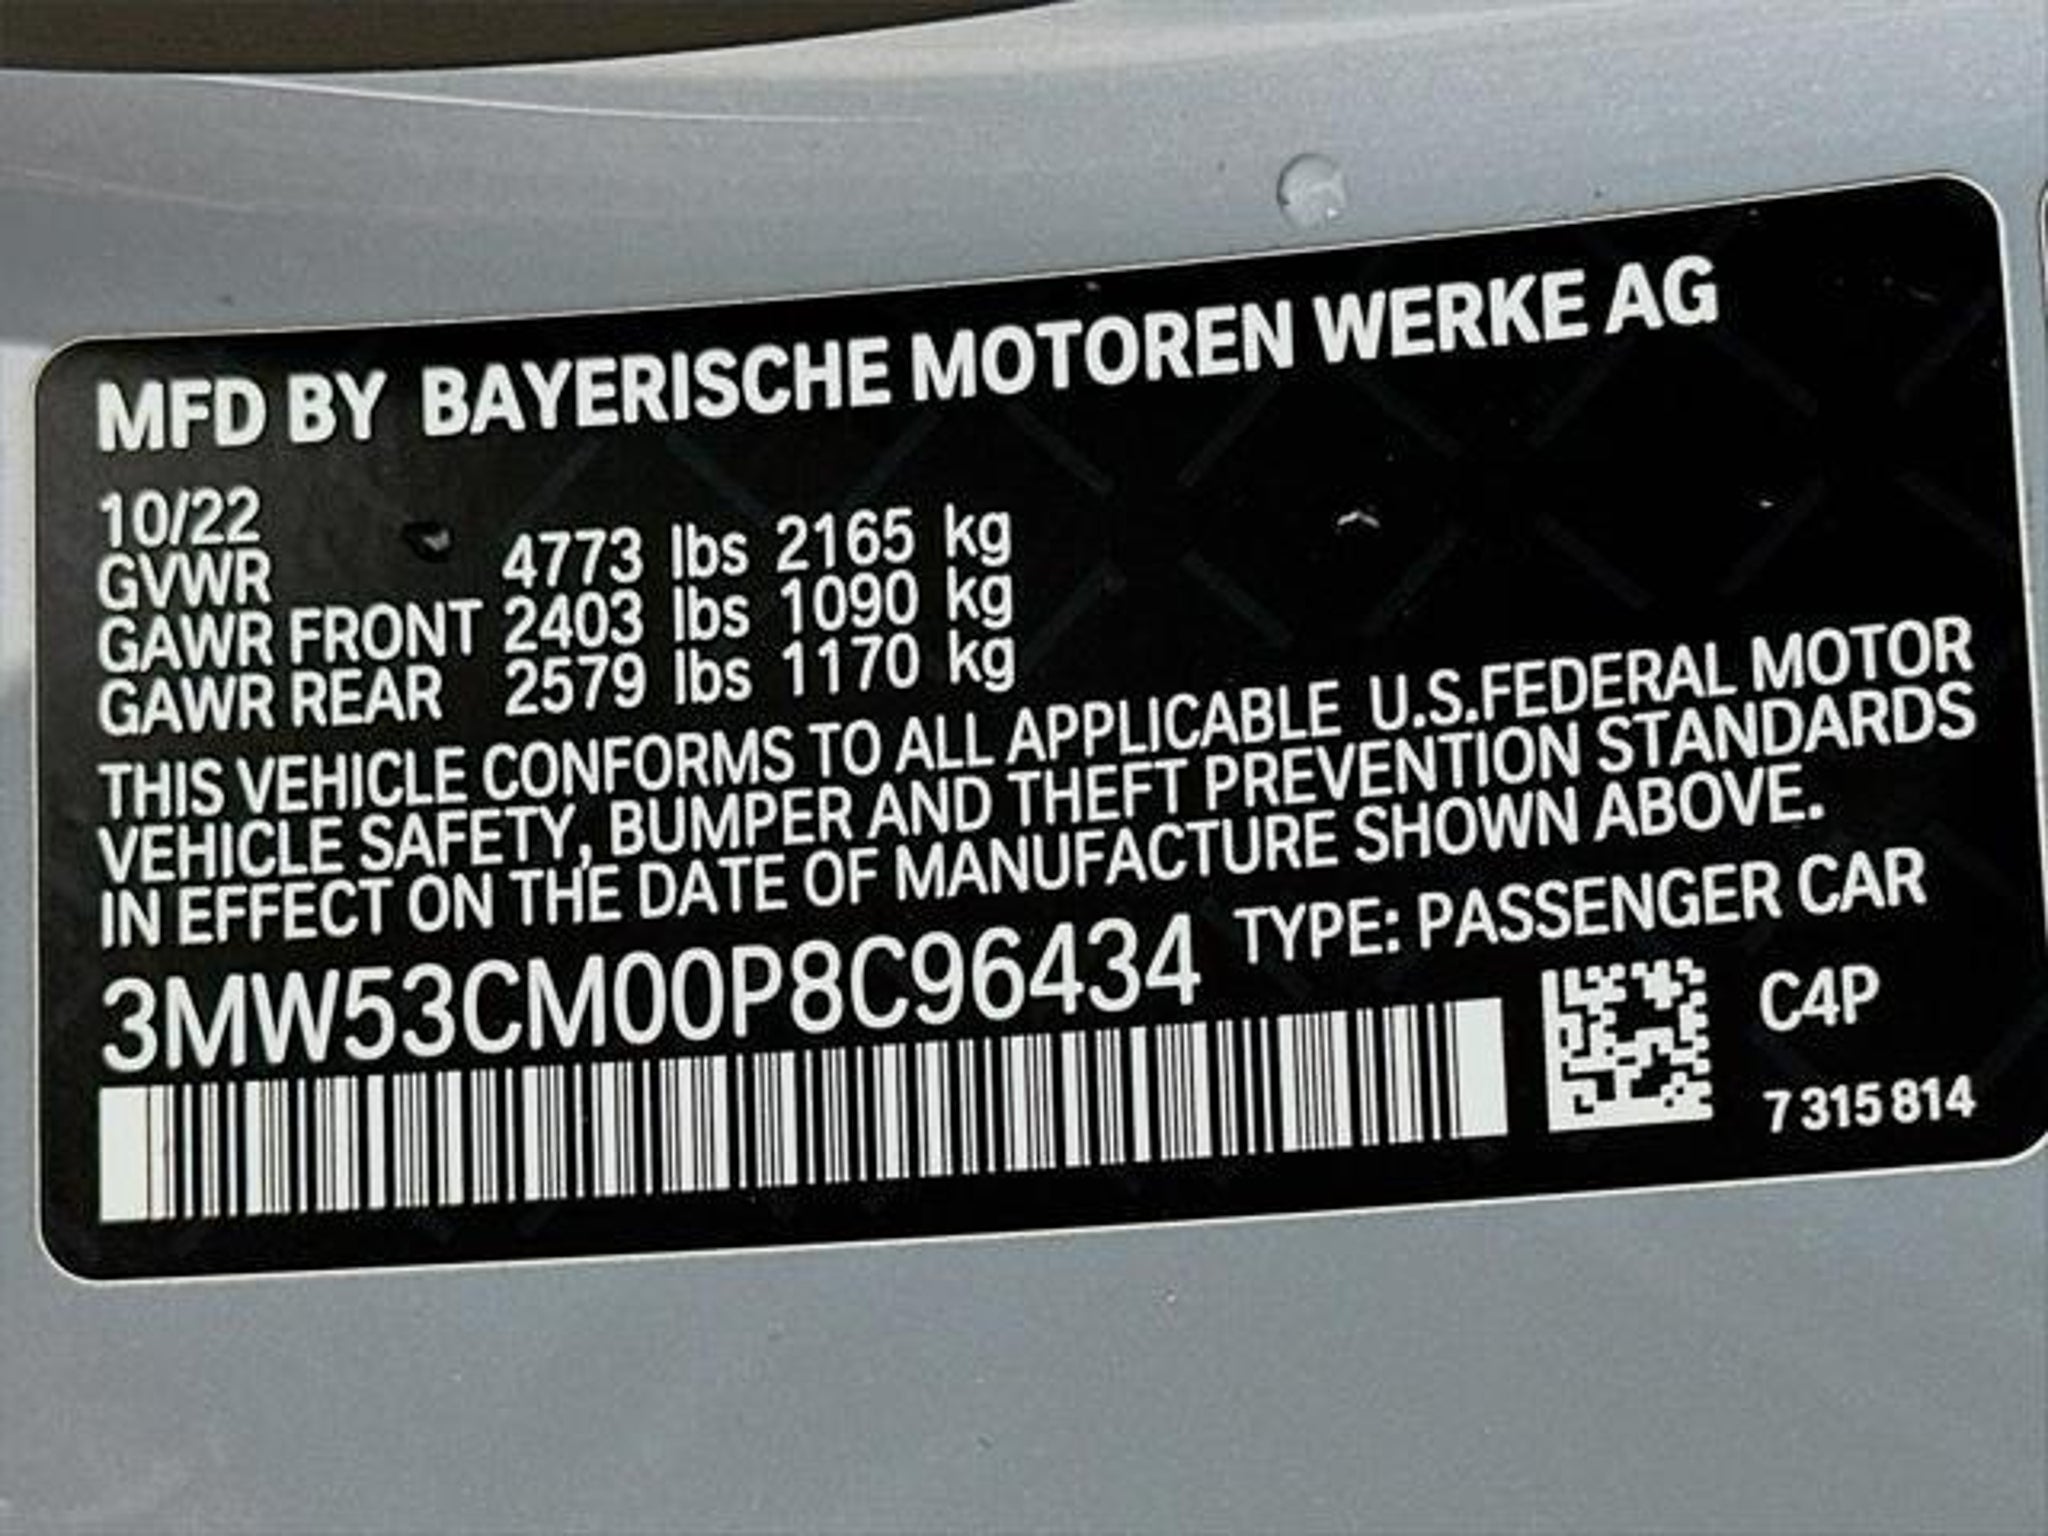 MFD BY BAYERISCHE MOTOREN WERKE AG
10/22
GVWR 4773 lbs 2165 kg
GAWR FRONT 2403 lbs 1090 kg
GAWR REAR 2579 lbs 1170 kg
THIS VEHICLE CONFORMS TO ALL APPLICABLE U.S.FEDERAL MOTOR
VEHICLE SAFETY, BUMPER AND THEFT PREVENTION STANDARDS
IN EFFECT ON THE DATE OF MANUFACTURE SHOWN ABOVE.
3MW53CM00P8C96434 TYPE: PASSENGER CAR
C4P
7 315 814